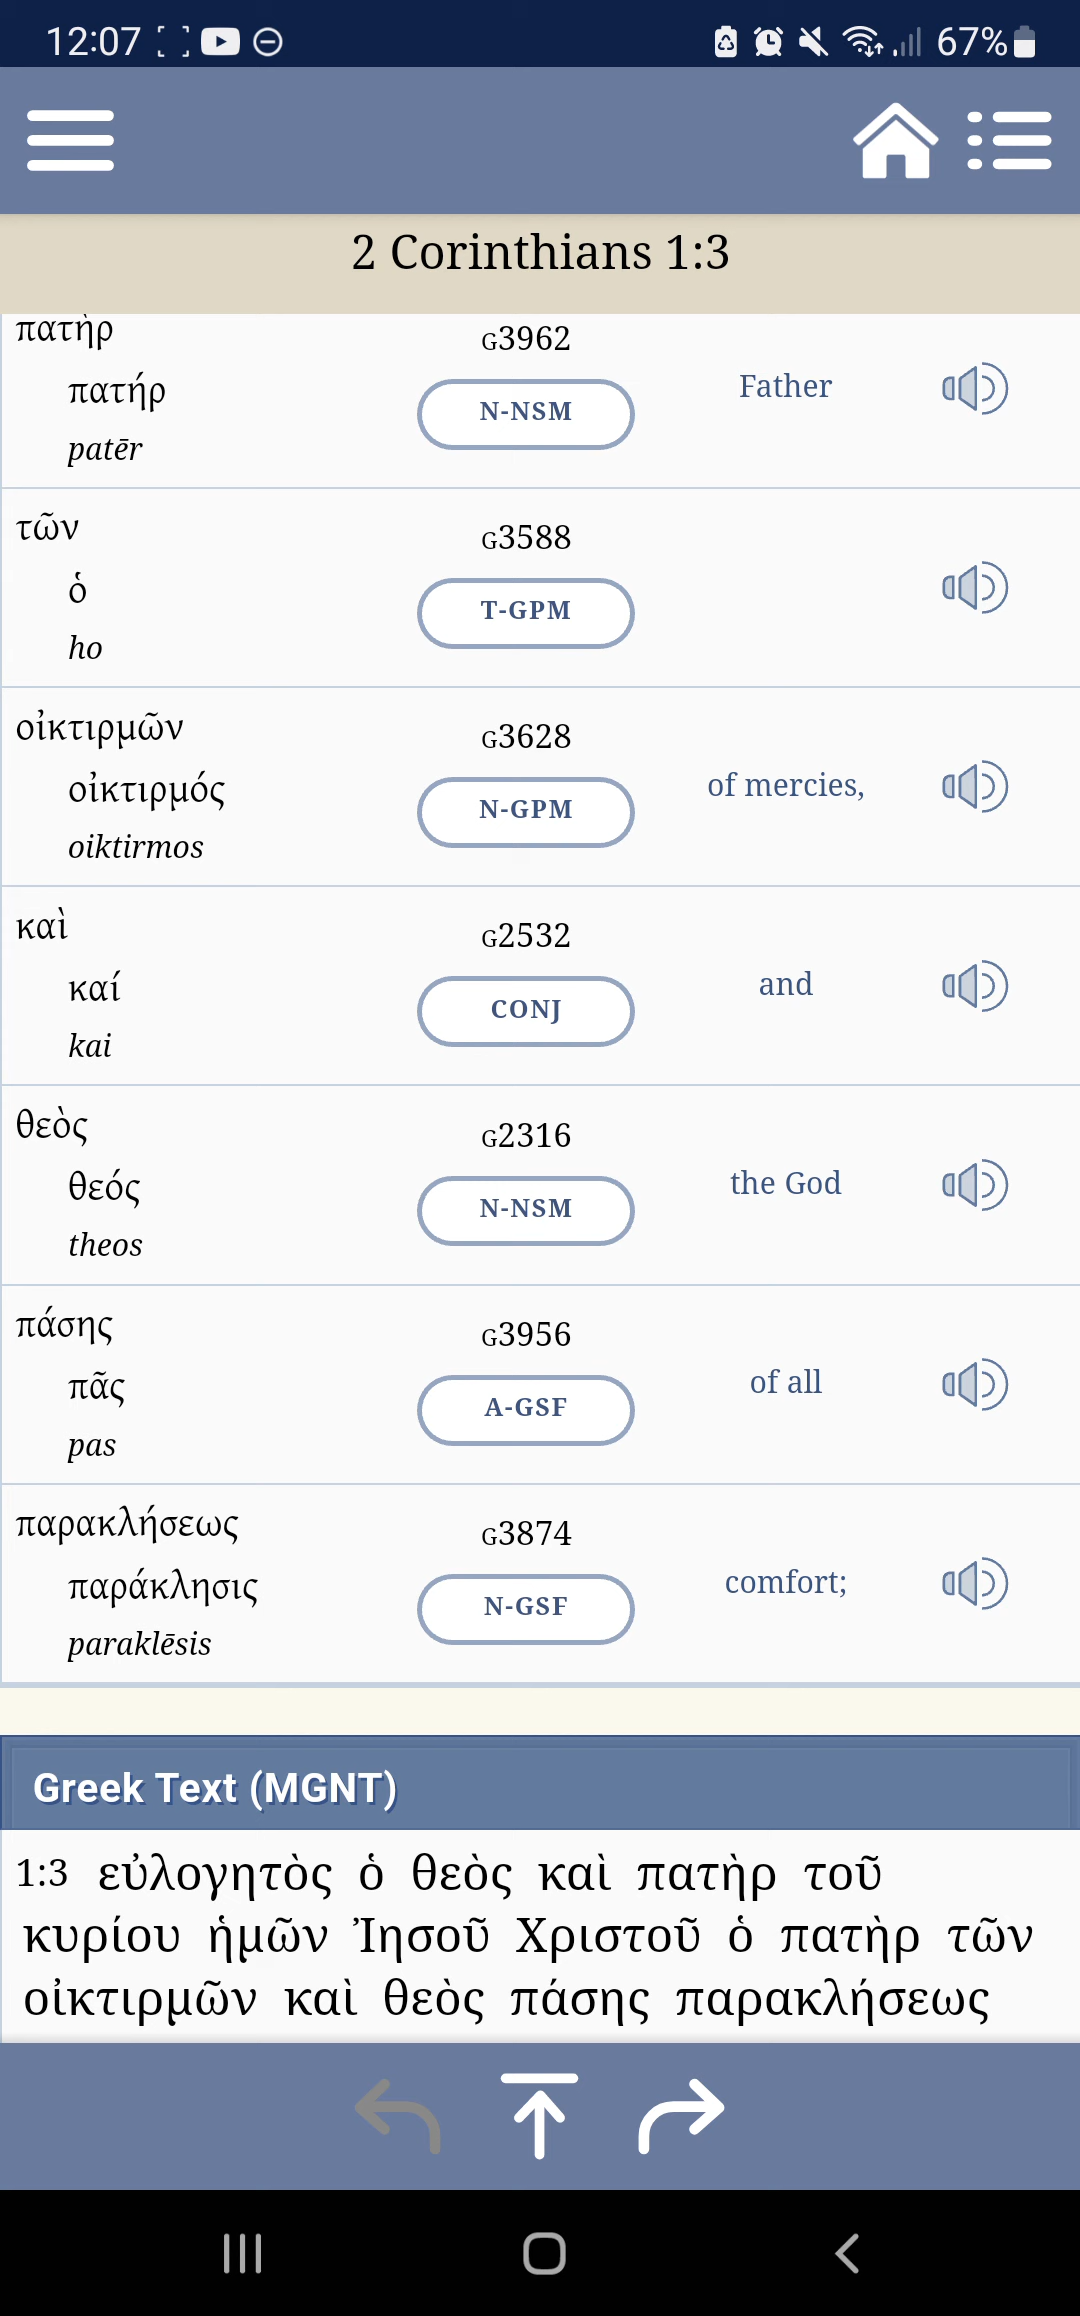 12:07 67%
2 Corinthians 1:3
πατὴρ
G3962
πατήρ
N-NSM
Father
patēr
τῶν
G3588
ὁ
T-GPM
ho
οἰκτιρμῶν
G3628
οἰκτιρμός
N-GPM
of mercies,
oiktirmos
καὶ
G2532
καί
CONJ
and
kai
θεὸς
G2316
θεός
N-NSM
the God
theos
πάσης
G3956
πᾶς
A-GSF
of all
pas
παρακλήσεως
G3874
παράκλησις
N-GSF
comfort;
paraklēsis
Greek Text (MGNT)
1:3 εὐλογητὸς ὁ θεὸς καὶ πατὴρ τοῦ
κυρίου ἡμῶν Ἰησοῦ Χριστοῦ ὁ πατὴρ τῶν
οἰκτιρμῶν καὶ θεὸς πάσης παρακλήσεως